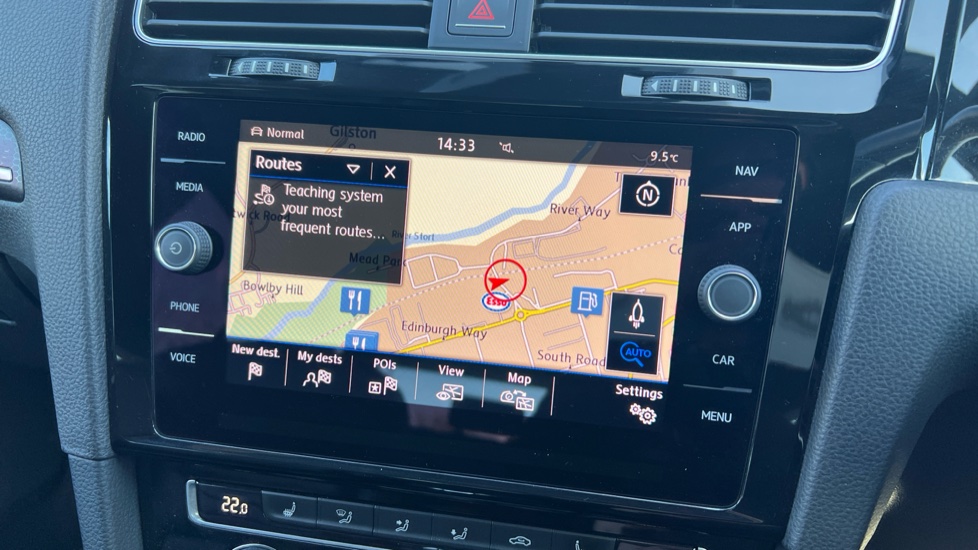 RADIO
MEDIA
PHONE
VOICE
Normal
Gilston
14:33
9.5°C
Routes
X
Teaching system
your most
frequent routes...
N
River Way
River Stort
Mead Park
Bowlby Hill
Esso
Edinburgh Way
South Road
AUTO
New dest.
My dests
POIs
View
Map
Settings
NAV
APP
CAR
MENU
22.0